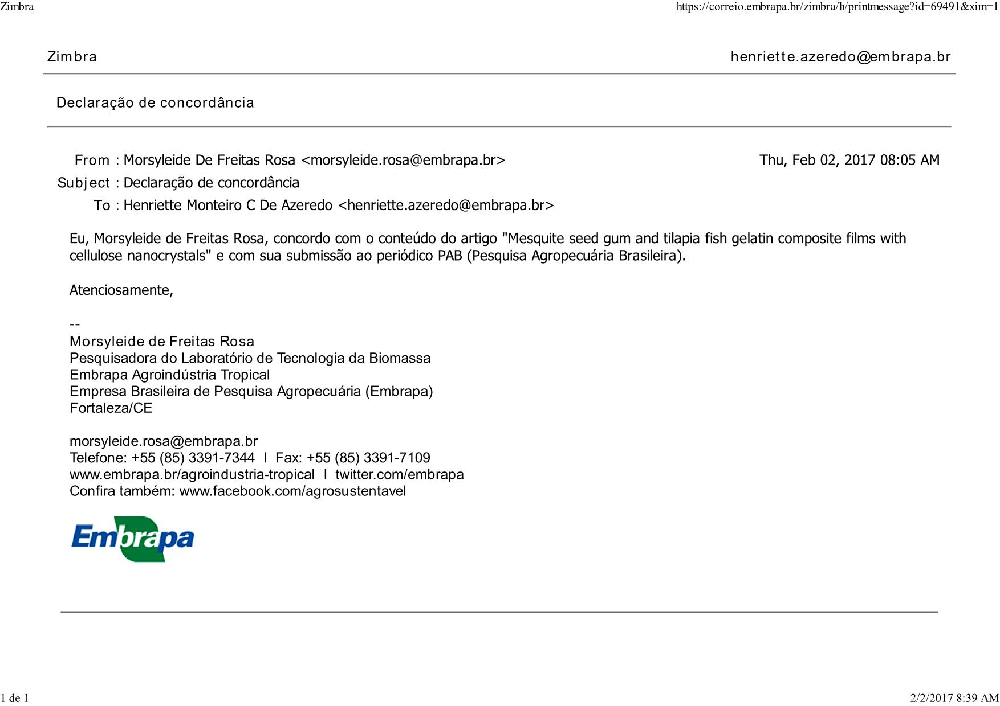 Zimbra https://correio.embrapa.br/zimbra/h/printmessage?id=69491&xim=1
Zimbra henriette.azeredo@embrapa.br
Declaração de concordância
From : Morsyleide De Freitas Rosa <morsyleide.rosa@embrapa.br> Thu, Feb 02, 2017 08:05 AM
Subject : Declaração de concordância
To : Henriette Monteiro C De Azeredo <henriette.azeredo@embrapa.br>
Eu, Morsyleide de Freitas Rosa, concordo com o conteúdo do artigo "Mesquite seed gum and tilapia fish gelatin composite films with
cellulose nanocrystals" e com sua submissão ao periódico PAB (Pesquisa Agropecuária Brasileira).
Atenciosamente,
--
Morsyleide de Freitas Rosa
Pesquisadora do Laboratório de Tecnologia da Biomassa
Embrapa Agroindústria Tropical
Empresa Brasileira de Pesquisa Agropecuária (Embrapa)
Fortaleza/CE
morsyleide.rosa@embrapa.br
Telefone: +55 (85) 3391-7344 I Fax: +55 (85) 3391-7109
www.embrapa.br/agroindustria-tropical I twitter.com/embrapa
Confira também: www.facebook.com/agrosustentavel
Embrapa
1 de 1 2/2/2017 8:39 AM